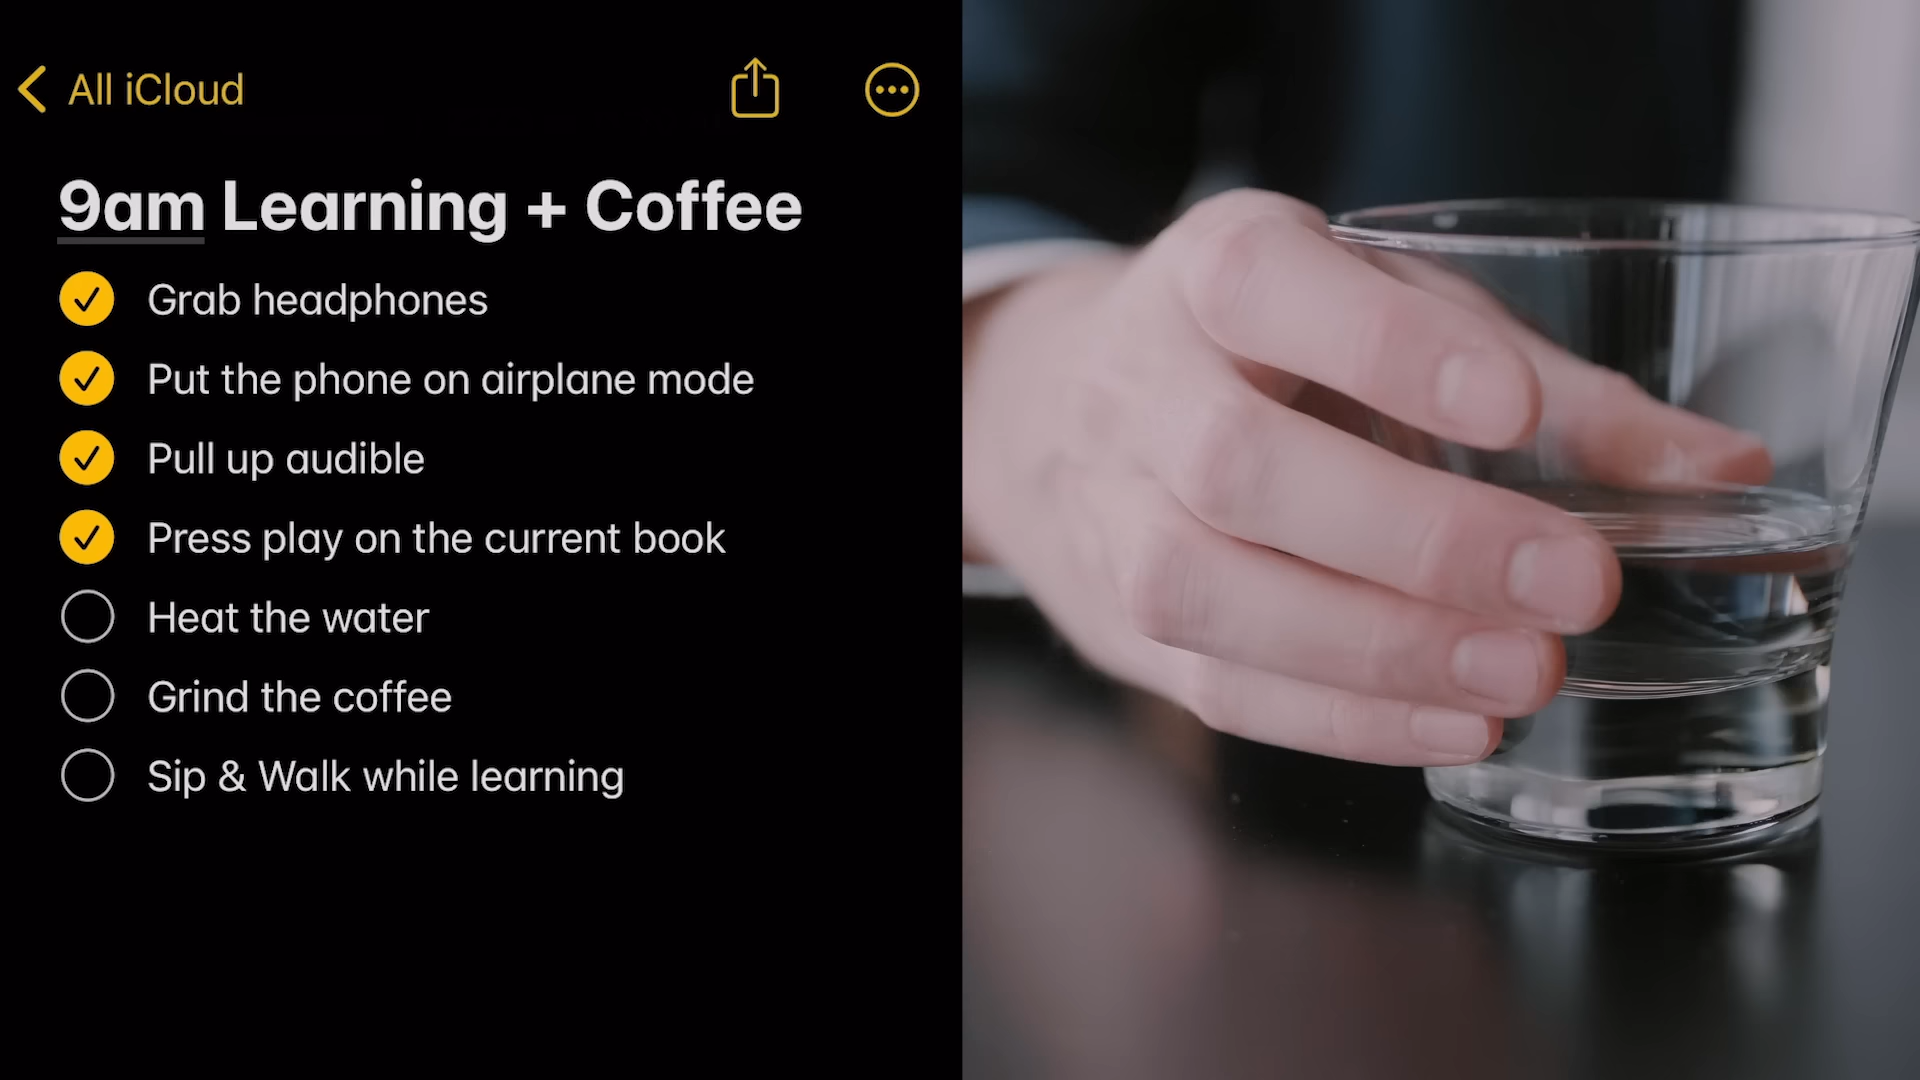 All iCloud
9am Learning + Coffee
Grab headphones
Put the phone on airplane mode
Pull up audible
Press play on the current book
Heat the water
Grind the coffee
Sip & Walk while learning